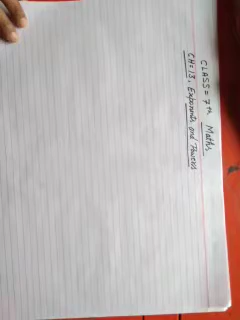 CLASS = 7th Maths
CH = 13, Exponents and Powers